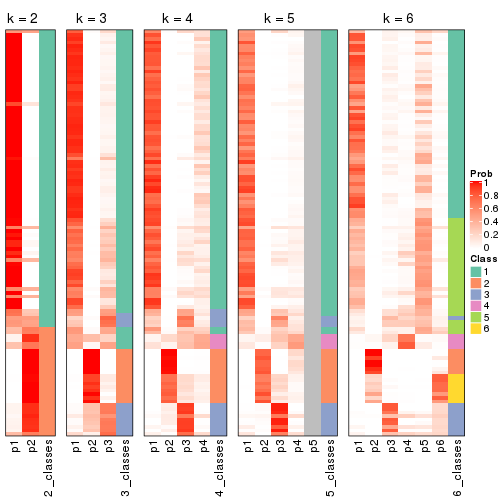 k = 2
k = 3
k = 4
k = 5
k = 6
Prob
1
0.8
0.6
0.4
0.2
0
Class
1
2
3
4
5
6
p1
p2
2_classes
p1
p2
p3
3_classes
p1
p2
p3
p4
4_classes
p1
p2
p3
p4
p5
5_classes
p1
p2
p3
p4
p5
p6
6_classes